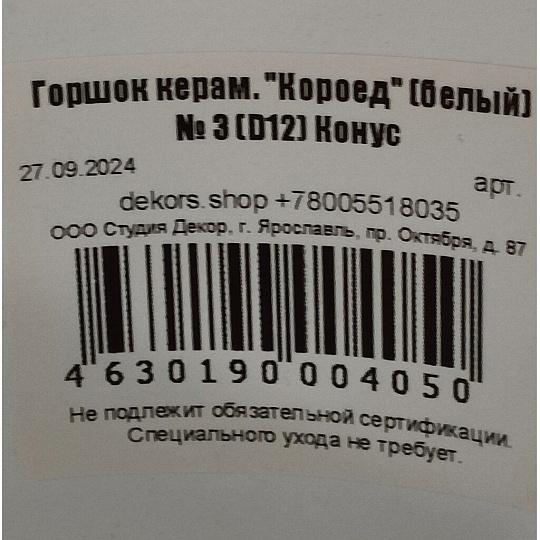 Горшок керам. "Короед" (белый)
№ 3 (D12) Конус
27.09.2024
арт.
dekors.shop +78005518035
ООО Студия Декор, г. Ярославль, пр. Октября, д. 87
4 630190 004050
Не подлежит обязательной сертификации.
Специального ухода не требует.